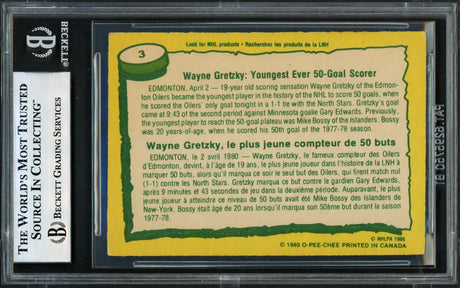 Look for NHL products • Recherchez les produits de la LNH
3
Wayne Gretzky: Youngest Ever 50-Goal Scorer
EDMONTON, April 2 — 19-year old scoring sensation Wayne Gretzky of the Edmonton
Oilers became the youngest player in the history of the NHL to score 50 goals, when
he scored the Oilers' only goal tonight in a 1-1 tie with the North Stars. Gretzky's goal
came at 9:43 of the second period against Minnesota goalie Gary Edwards. Previously,
the youngest player to reach the 50-goal plateau was Mike Bossy of the Islanders. Bossy
was 20 years-of-age, when he scored his 50th goal of the 1977-78 season.
Wayne Gretzky, le plus jeune compteur de 50 buts
EDMONTON, le 2 avril 1980 — Wayne Gretzky, le fameux compteur des Oilers
d'Edmonton, devint, à l'âge de 19 ans, le plus jeune joueur dans l'histoire de la LNH à
marquer 50 buts, alors qu'il marqua ce soir le seul but des Oilers, qui firent match nul
(1-1) contre les North Stars. Gretzky marqua ce but contre le gardien Gary Edwards,
après 9 minutes et 43 secondes de jeu dans la deuxième période. Auparavant, le plus
jeune joueur à atteindre ce niveau de 50 buts avait été Mike Bossy des Islanders de
New-York. Bossy était âgé de 20 ans lorsqu'il marqua son 50ème but durant la saison
1977-78.
© NHLPA 1980
© 1980 O-PEE-CHEE PRINTED IN CANADA
BECKETT
B
THE WORLD'S MOST TRUSTED
SOURCE IN COLLECTING™
BECKETT GRADING SERVICES
B